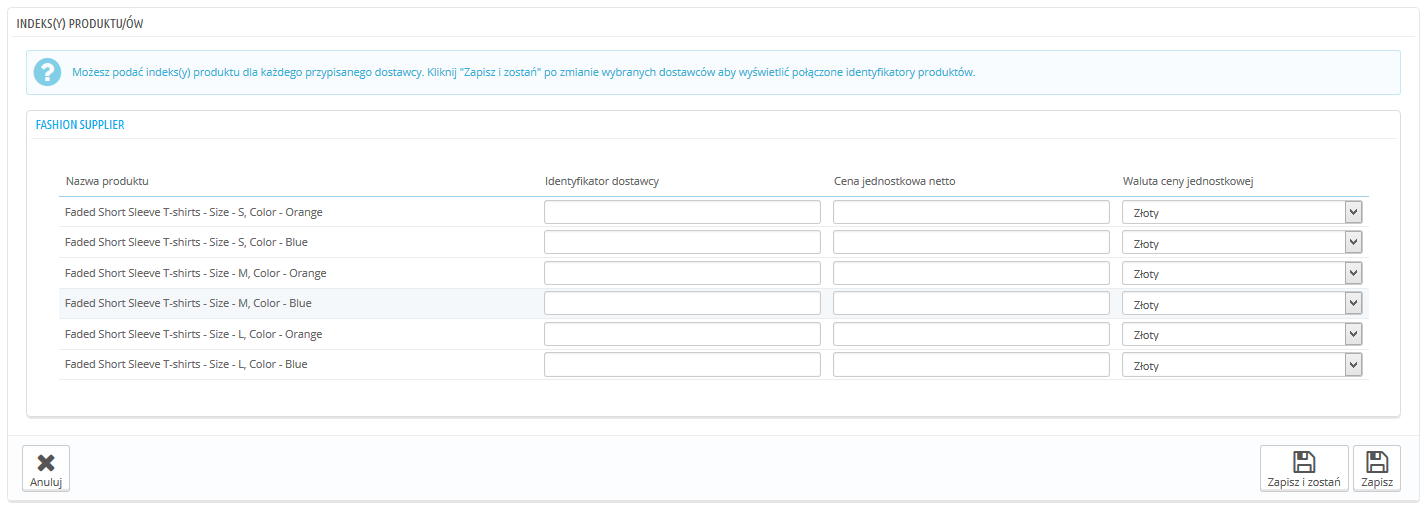 INDEKS(Y) PRODUKTU/ÓW
?
Możesz podać indeks(y) produktu dla każdego przypisanego dostawcy. Kliknij "Zapisz i zostań" po zmianie wybranych dostawców aby wyświetlić połączone identyfikatory produktów.
FASHION SUPPLIER
Nazwa produktu Identyfikator dostawcy Cena jednostkowa netto Waluta ceny jednostkowej
Faded Short Sleeve T-shirts - Size - S, Color - Orange Złoty
Faded Short Sleeve T-shirts - Size - S, Color - Blue Złoty
Faded Short Sleeve T-shirts - Size - M, Color - Orange Złoty
Faded Short Sleeve T-shirts - Size - M, Color - Blue Złoty
Faded Short Sleeve T-shirts - Size - L, Color - Orange Złoty
Faded Short Sleeve T-shirts - Size - L, Color - Blue Złoty
Anuluj Zapisz i zostań Zapisz